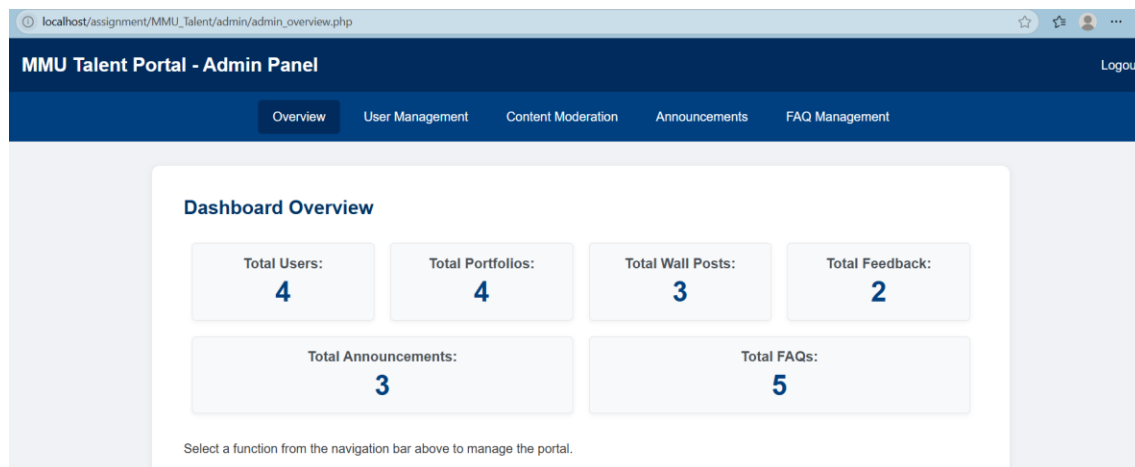 localhost/assignment/MMU_Talent/admin/admin_overview.php
MMU Talent Portal - Admin Panel
Logou
Overview User Management Content Moderation Announcements FAQ Management
Dashboard Overview
Total Users: Total Portfolios: Total Wall Posts: Total Feedback:
4 4 3 2
Total Announcements: Total FAQs:
3 5
Select a function from the navigation bar above to manage the portal.